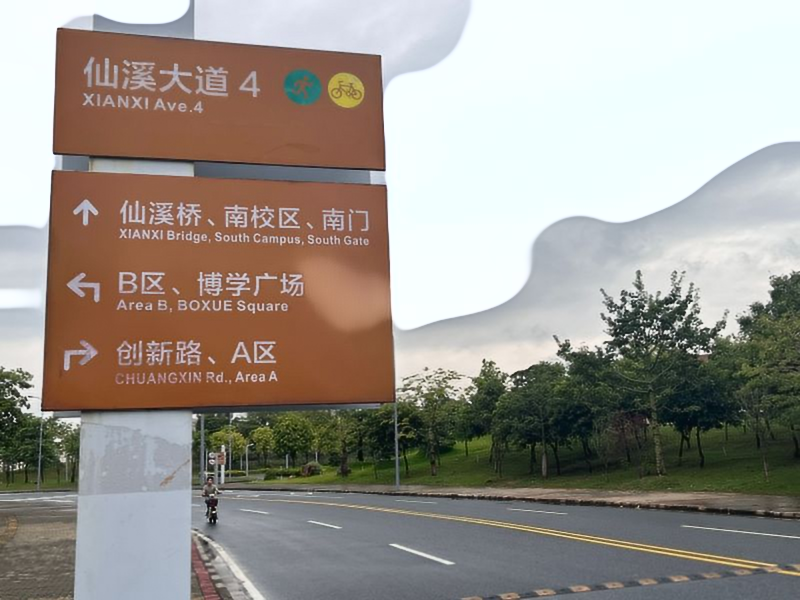 仙溪大道 4
XIANXI Ave.4
仙溪桥、南校区、南门
XIANXI Bridge, South Campus, South Gate
B区、博学广场
Area B, BOXUE Square
创新路、A区
CHUANGXIN Rd., Area A